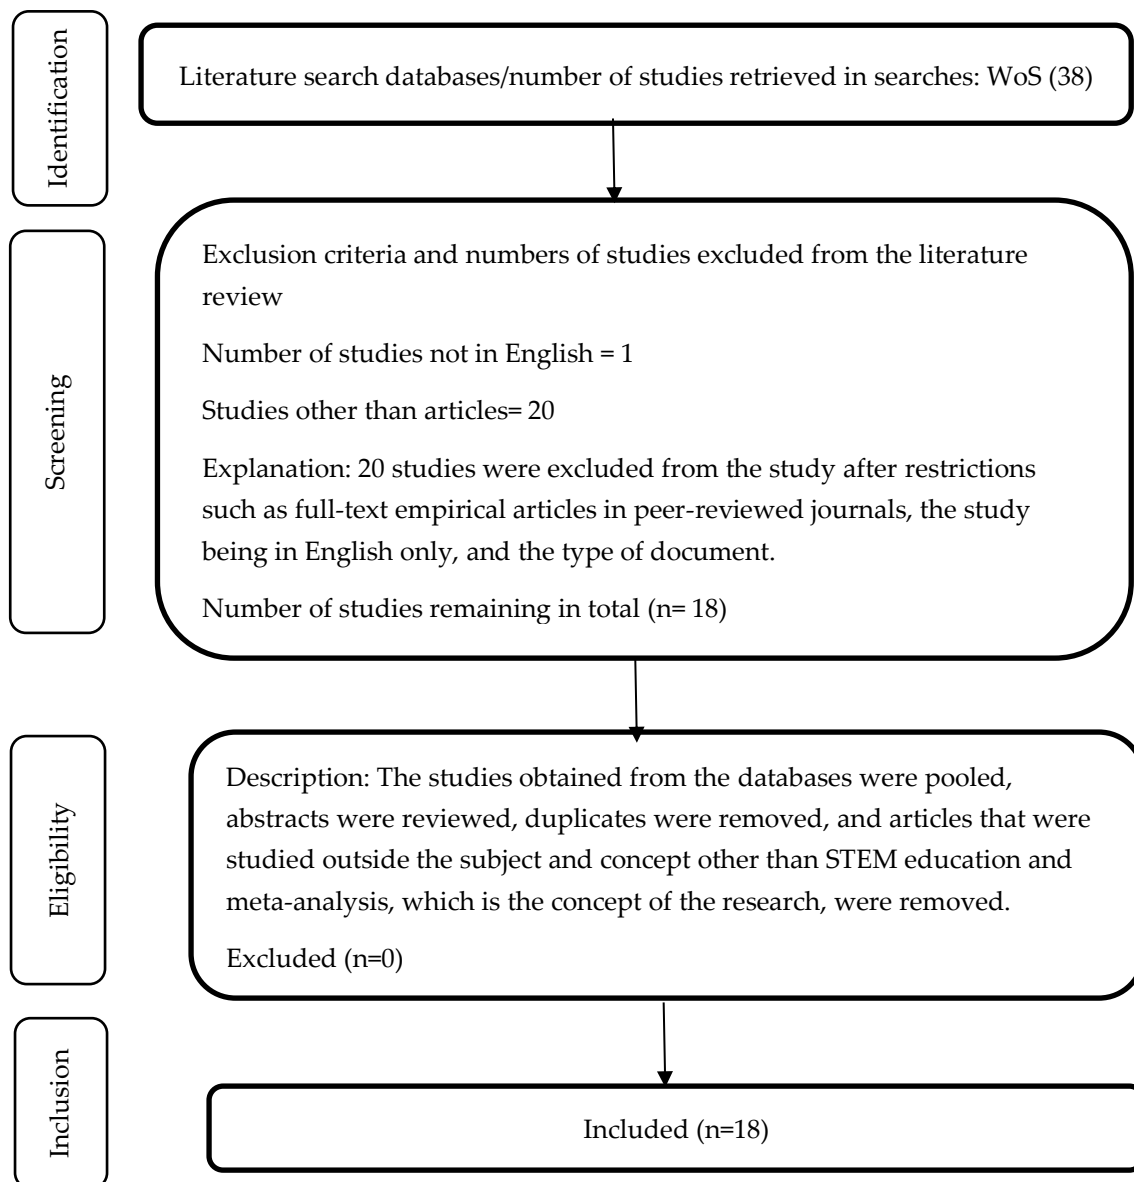 Identification
Literature search databases/number of studies retrieved in searches: WoS (38)
Screening
Exclusion criteria and numbers of studies excluded from the literature
review
Number of studies not in English = 1
Studies other than articles= 20
Explanation: 20 studies were excluded from the study after restrictions
such as full-text empirical articles in peer-reviewed journals, the study
being in English only, and the type of document.
Number of studies remaining in total (n= 18)
Eligibility
Description: The studies obtained from the databases were pooled,
abstracts were reviewed, duplicates were removed, and articles that were
studied outside the subject and concept other than STEM education and
meta-analysis, which is the concept of the research, were removed.
Excluded (n=0)
Inclusion
Included (n=18)